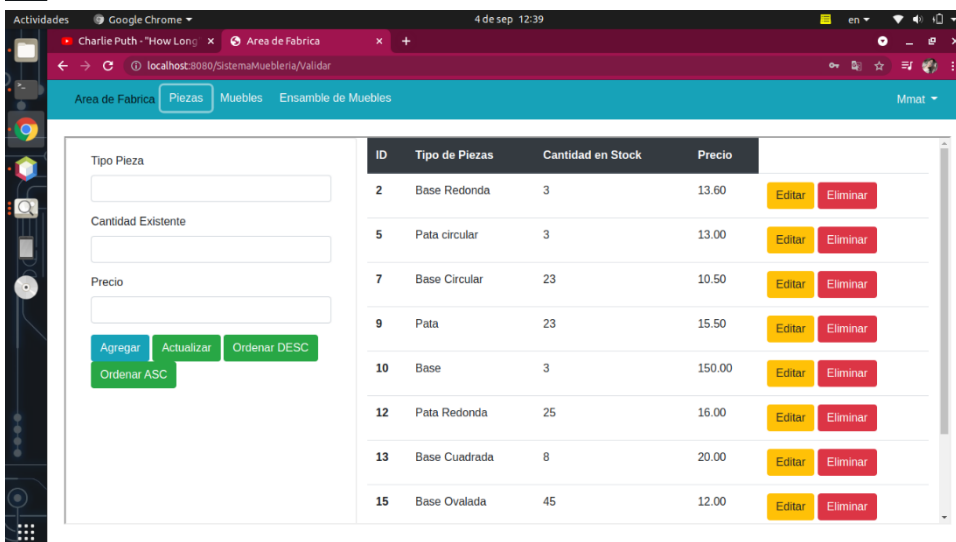 Actividades Google Chrome 4 de sep 12:39 en
Charlie Puth - "How Long Area de Fabrica
localhost:8080/SistemaMuebleria/Validar
Area de Fabrica Piezas Muebles Ensamble de Muebles Mmat
Tipo Pieza
Cantidad Existente
Precio
Agregar Actualizar Ordenar DESC
Ordenar ASC
ID Tipo de Piezas Cantidad en Stock Precio
2 Base Redonda 3 13.60 Editar Eliminar
5 Pata circular 3 13.00 Editar Eliminar
7 Base Circular 23 10.50 Editar Eliminar
9 Pata 23 15.50 Editar Eliminar
10 Base 3 150.00 Editar Eliminar
12 Pata Redonda 25 16.00 Editar Eliminar
13 Base Cuadrada 8 20.00 Editar Eliminar
15 Base Ovalada 45 12.00 Editar Eliminar